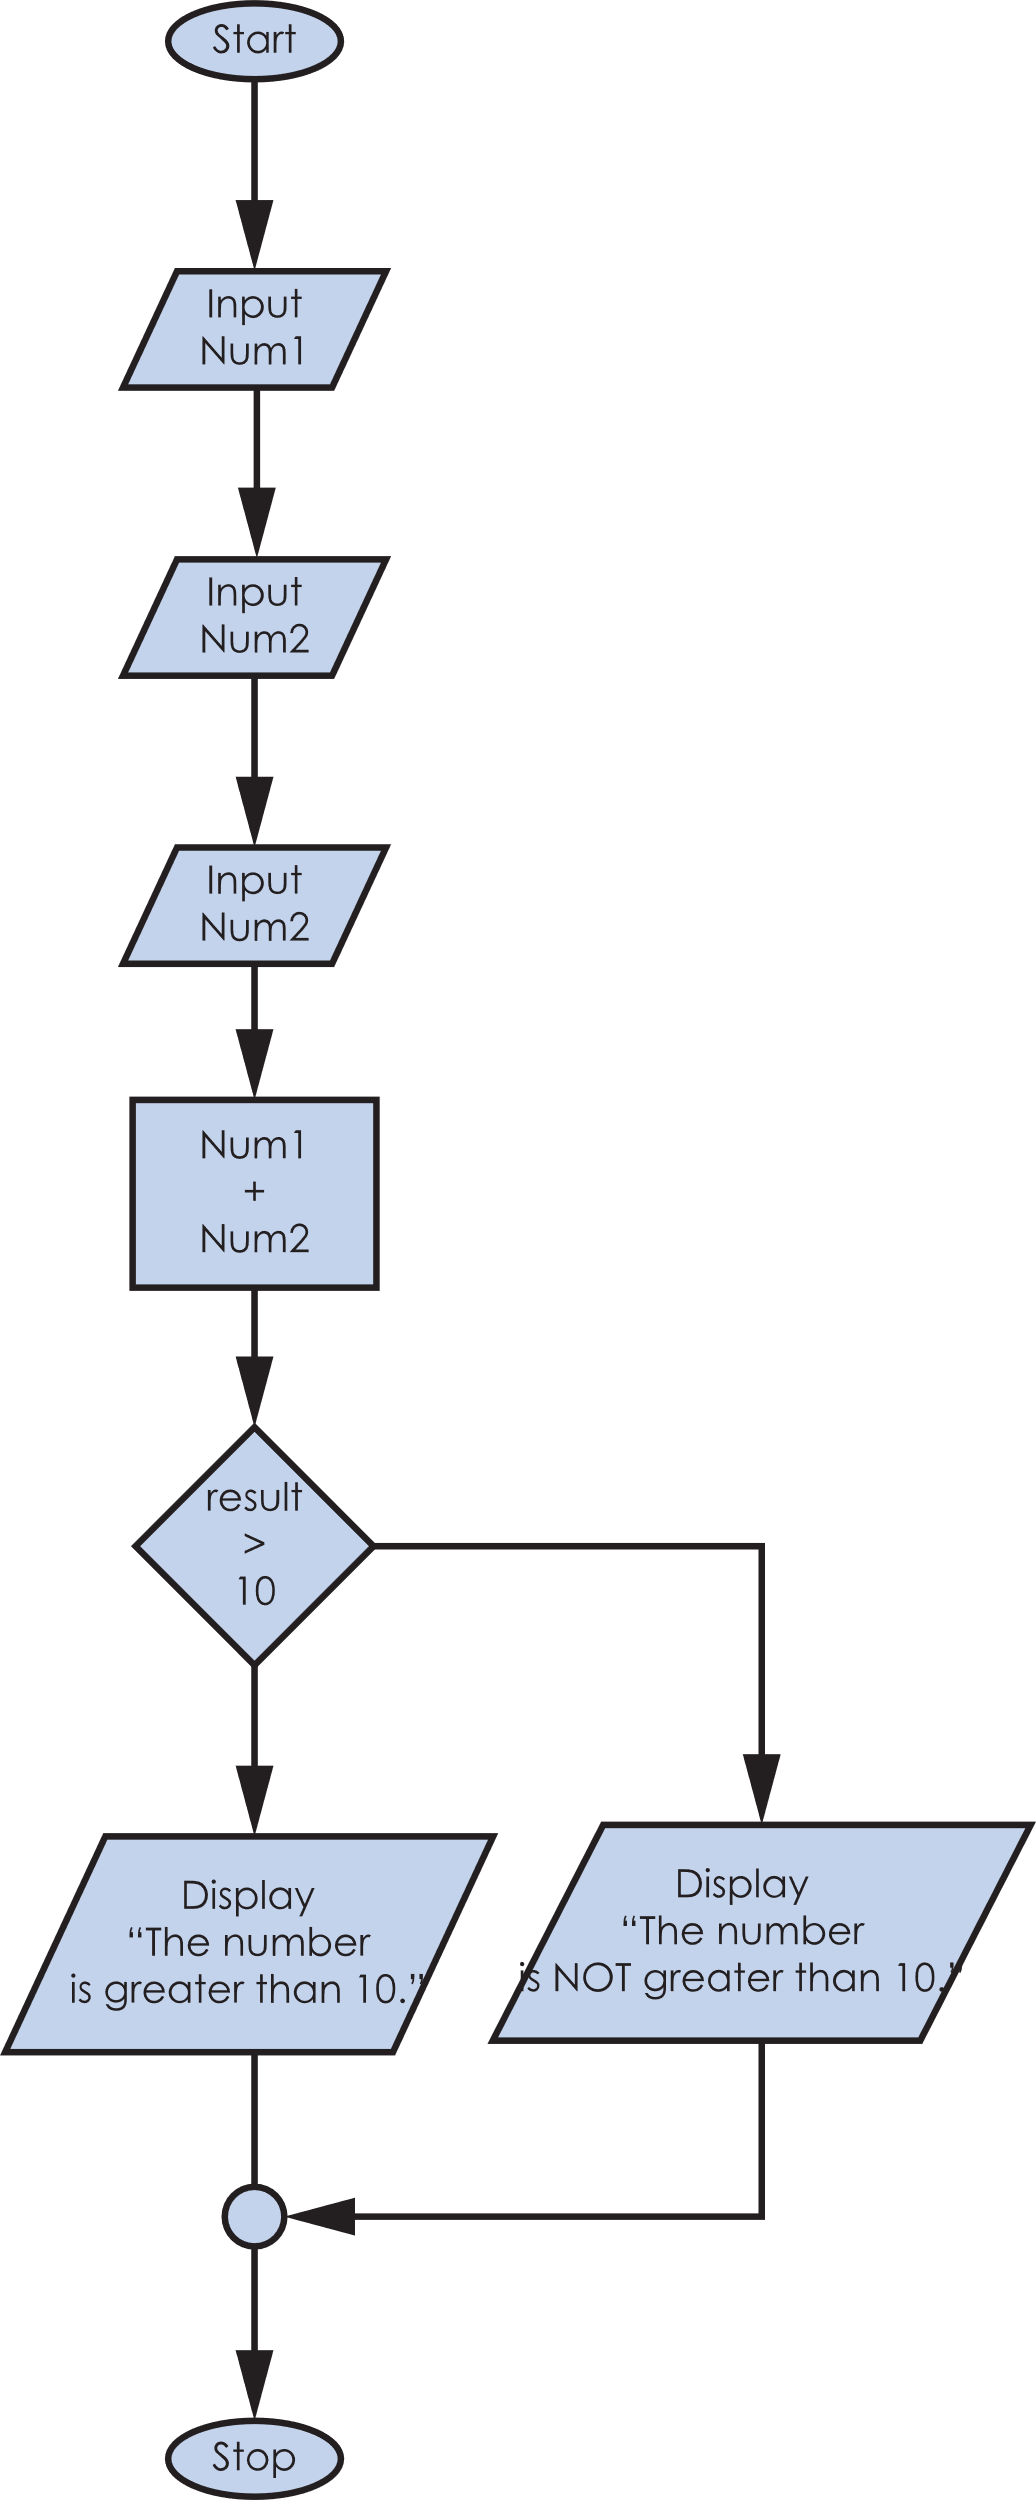 Start
Input
Num1
Input
Num2
Input
Num2
Num1
+
Num2
result
>
10
Display
“The number
is greater than 10.”
Display
“The number
is NOT greater than 10.”
Stop